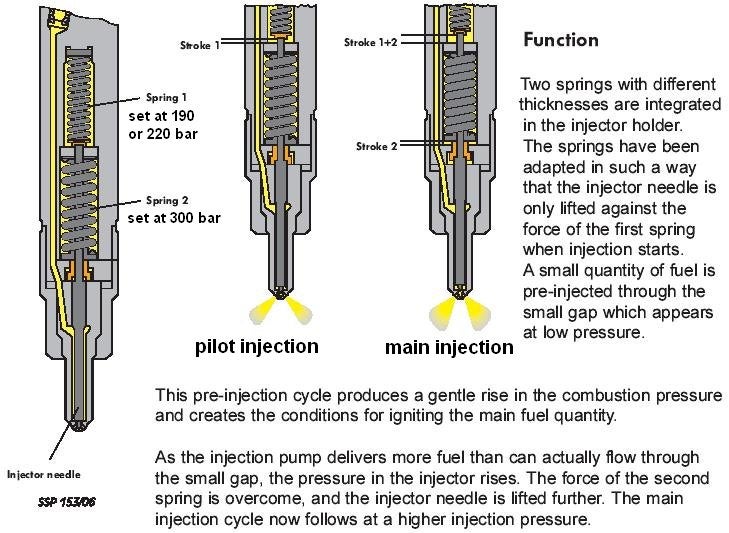 Stroke 1
Stroke 1+2
Stroke 2
Spring 1
set at 190
or 220 bar
Spring 2
set at 300 bar
pilot injection
main injection
Injector needle
SSP 153/06
Function
Two springs with different
thicknesses are integrated
in the injector holder.
The springs have been
adapted in such a way
that the injector needle is
only lifted against the
force of the first spring
when injection starts.
A small quantity of fuel is
pre-injected through the
small gap which appears
at low pressure.
This pre-injection cycle produces a gentle rise in the combustion pressure
and creates the conditions for igniting the main fuel quantity.
As the injection pump delivers more fuel than can actually flow through
the small gap, the pressure in the injector rises. The force of the second
spring is overcome, and the injector needle is lifted further. The main
injection cycle now follows at a higher injection pressure.